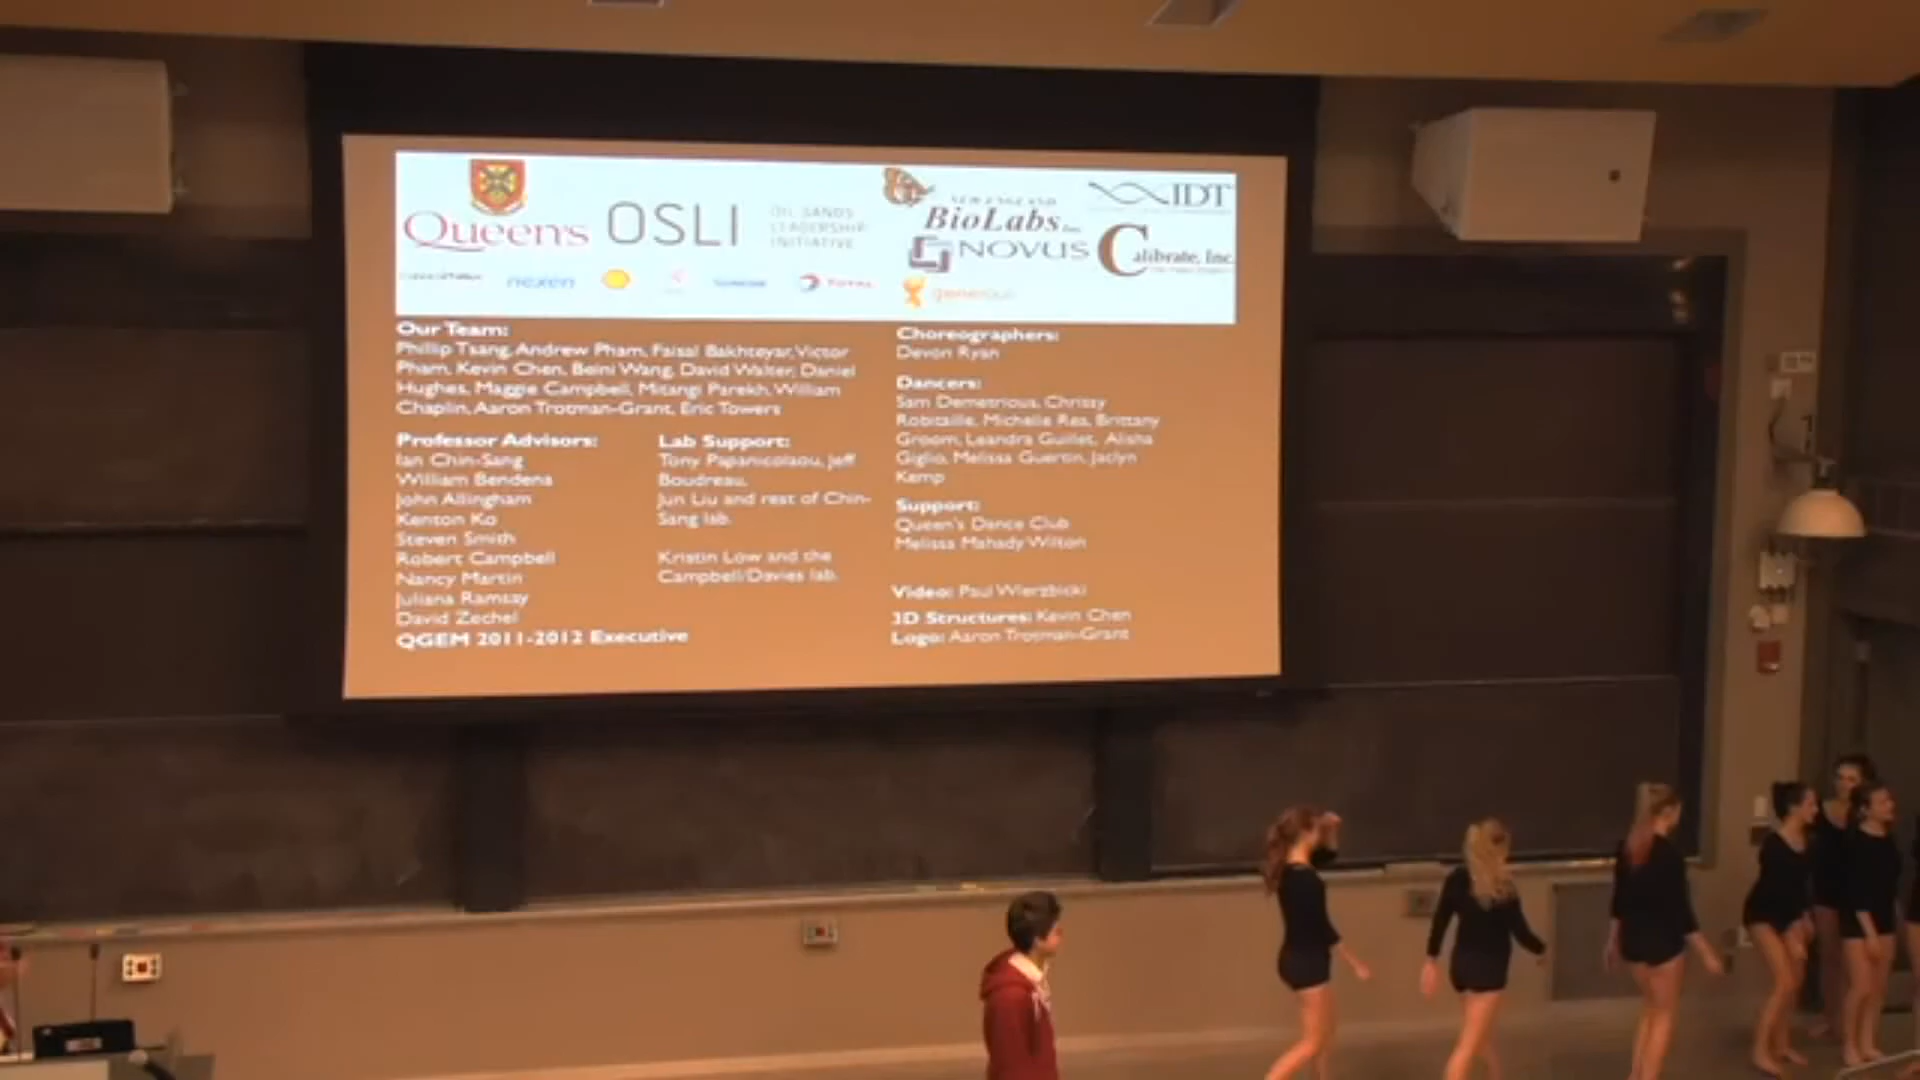 Queen's
OSLI
OIL SANDS
LEADERSHIP
INITIATIVE
NEW ENGLAND
BioLabs Inc.
IDT
NOVUS
Calibrate, Inc.
nexen
TOTAL
Our Team:
Phillip Tsang, Andrew Pham, Faisal Bakhteyar, Victor
Pham, Kevin Chen, Beini Wang, David Walter, Daniel
Hughes, Maggie Campbell, Mitangi Parekh, William
Chaplin, Aaron Trotman-Grant, Eric Towers
Professor Advisors:
Ian Chin-Sang
William Bendena
John Allingham
Kenton Ko
Steven Smith
Robert Campbell
Nancy Martin
Juliana Ramsay
David Zechel
QGEM 2011-2012 Executive
Lab Support:
Tony Papanicolaou, Jeff
Boudreau,
Jun Liu and rest of Chin-
Sang lab.
Kristin Low and the
Campbell/Davies lab.
Choreographers:
Devon Ryan
Dancers:
Sam Demetrious, Chrissy
Robitaille, Michelle Rea, Brittany
Groom, Leandra Guillet, Alisha
Giglio, Melissa Guertin, Jaclyn
Kemp
Support:
Queen's Dance Club
Melissa Mahady Wilton
Video: Paul Wierzbicki
3D Structures: Kevin Chen
Logo: Aaron Trotman-Grant